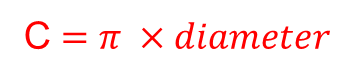 C = π × diameter